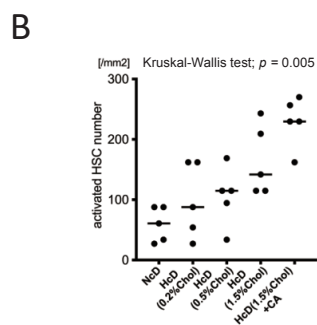 B
[/mm2] Kruskal-Wallis test; p = 0.005
activated HSC number
300
200
100
0
NcD
HcD
(0.2%Chol)
HcD
(0.5%Chol)
HcD
(1.5%Chol)
HcD(1.5%Chol)
+CA